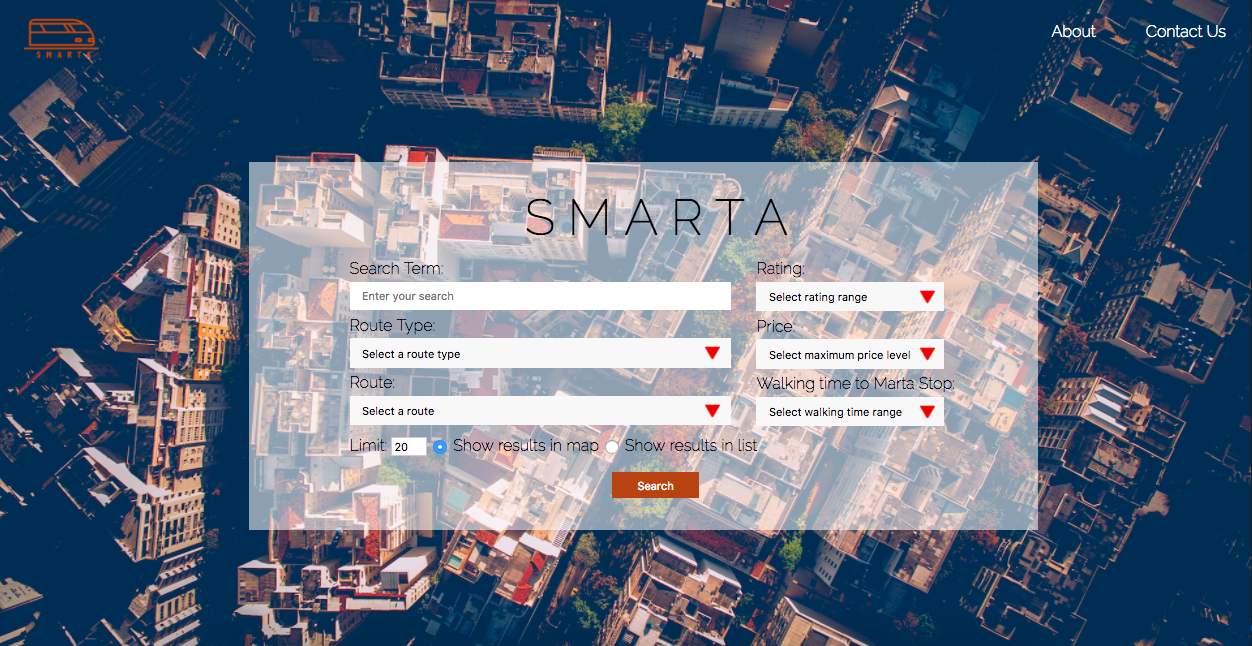 SMARTA
About
Contact Us
SMARTA
Search Term:
Enter your search
Rating:
Select rating range
Route Type:
Select a route type
Price:
Select maximum price level
Route:
Select a route
Walking time to Marta Stop:
Select walking time range
Limit: 20 Show results in map Show results in list
Search